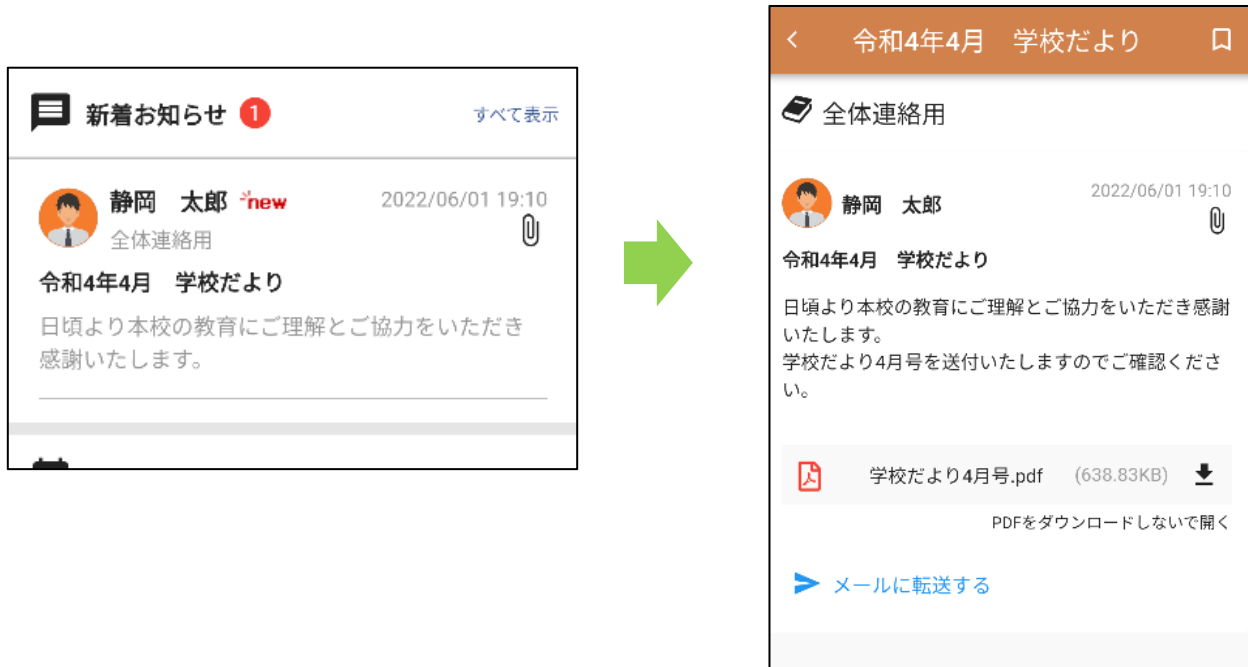 新着お知らせ 1 すべて表示
静岡　太郎 new 2022/06/01 19:10
全体連絡用
令和4年4月　学校だより
日頃より本校の教育にご理解とご協力をいただき
感謝いたします。
令和4年4月　学校だより
全体連絡用
静岡　太郎 2022/06/01 19:10
令和4年4月　学校だより
日頃より本校の教育にご理解とご協力をいただき感謝
いたします。
学校だより4月号を送付いたしますのでご確認くださ
い。
学校だより4月号.pdf (638.83KB)
PDFをダウンロードしないで開く
メールに転送する